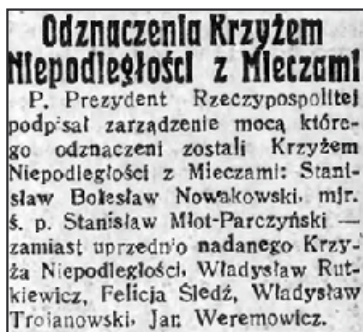 Odznaczenia Krzyżem
Niepodległości z Mieczami
P. Prezydent Rzeczypospolitej
podpisał zarządzenie mocą które-
go odznaczeni zostali Krzyżem
Niepodległości z Mieczami: Stani-
sław Bolesław Nowakowski, mjr.
ś. p. Stanisław Młot-Parczyński —
zamiast uprzednio nadanego Krzy-
ża Niepodległości, Władysław Rut-
kiewicz, Felicja Śledź, Władysław
Trojanowski, Jan Weremowicz.